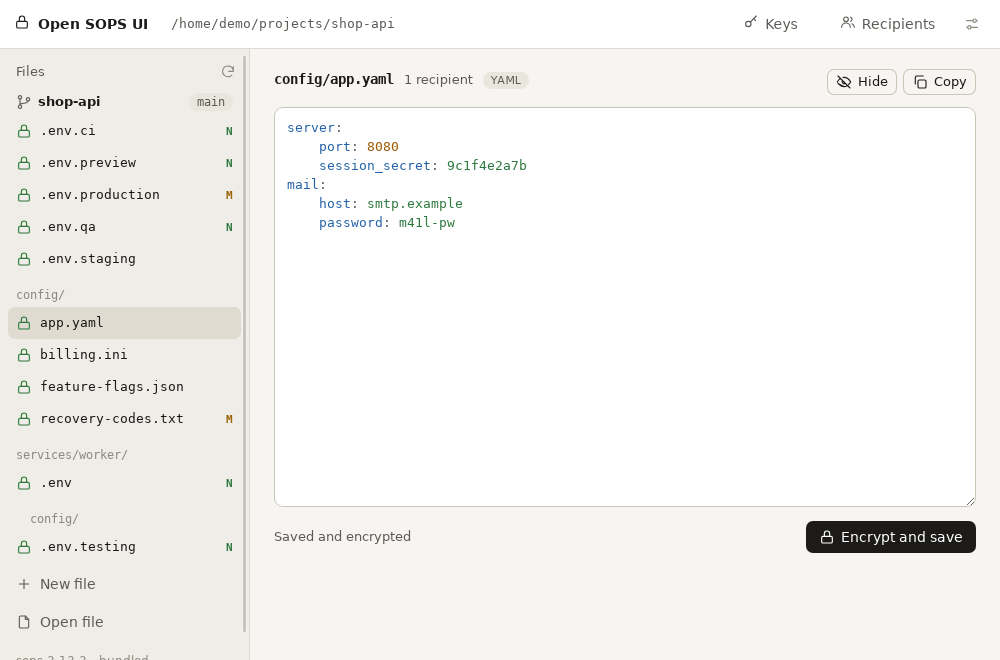 Open SOPS UI /home/demo/projects/shop-api Keys Recipients
Files
shop-api main
.env.ci N
.env.preview N
.env.production M
.env.qa N
.env.staging
config/
app.yaml
billing.ini
feature-flags.json
recovery-codes.txt M
services/worker/
.env N
config/
.env.testing N
New file
Open file
config/app.yaml 1 recipient YAML Hide Copy
server:
    port: 8080
    session_secret: 9c1f4e2a7b
mail:
    host: smtp.example
    password: m41l-pw
Saved and encrypted Encrypt and save